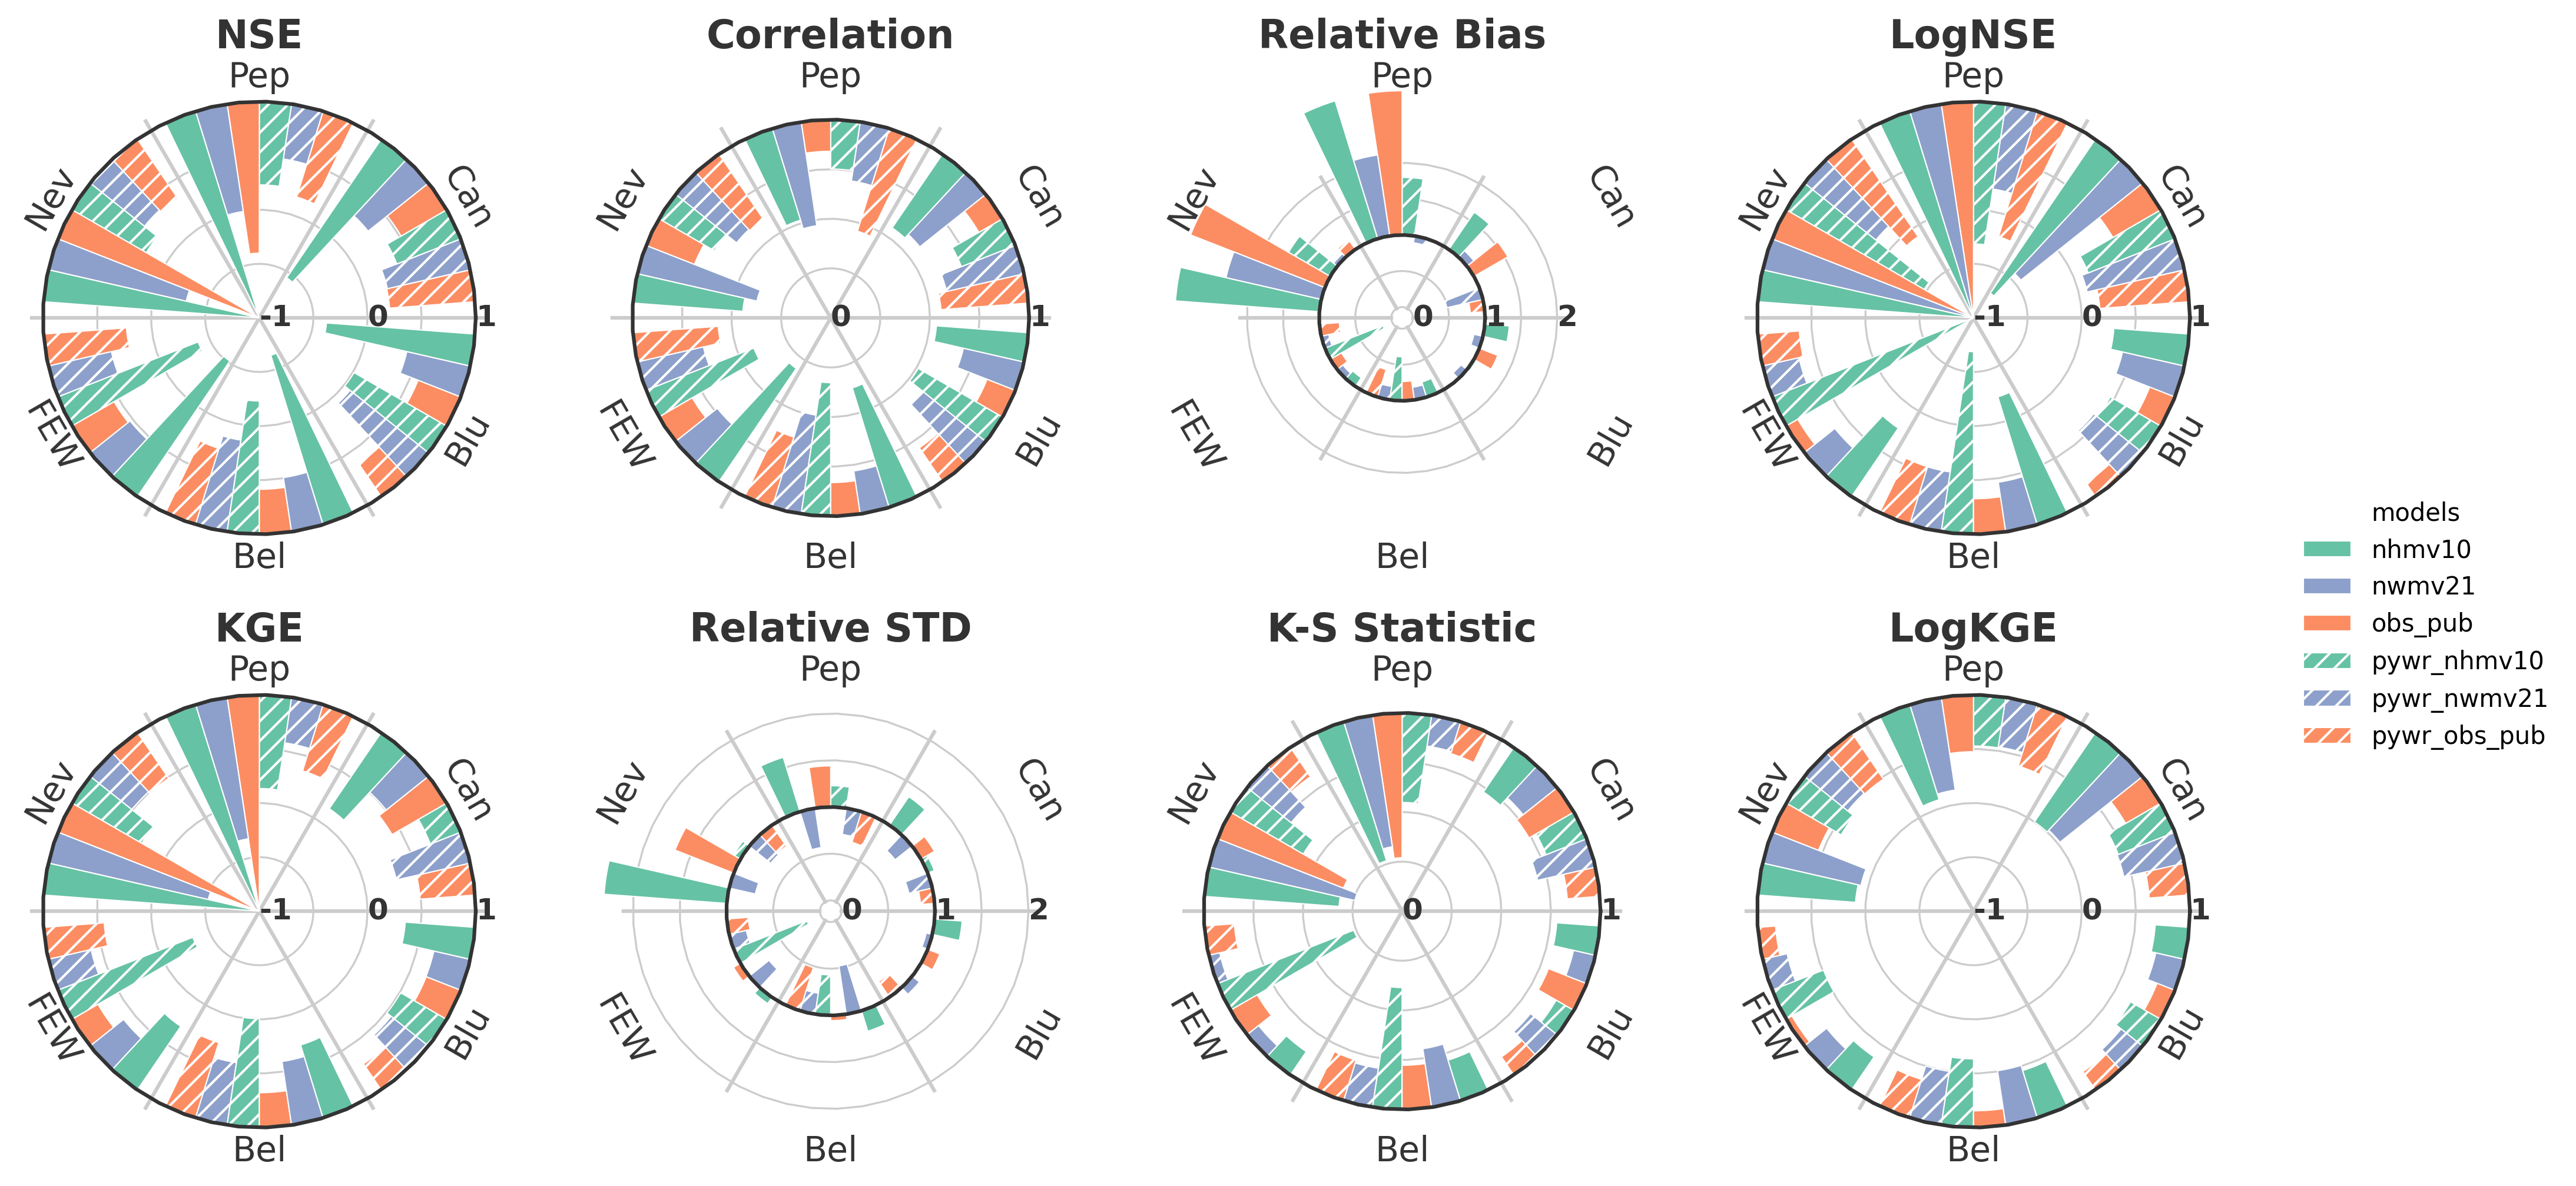 NSE
Correlation
Relative Bias
LogNSE
Pep
Pep
Pep
Pep
Nev
Can
Nev
Can
Nev
Can
Nev
Can
-1
0
1
0
1
0
1
2
-1
0
1
FEW
Blu
FEW
Blu
FEW
Blu
FEW
Blu
Bel
Bel
Bel
Bel
models
nhmv10
nwmv21
obs_pub
pywr_nhmv10
pywr_nwmv21
pywr_obs_pub
KGE
Relative STD
K-S Statistic
LogKGE
Pep
Pep
Pep
Pep
Nev
Can
Nev
Can
Nev
Can
Nev
Can
-1
0
1
0
1
2
0
1
-1
0
1
FEW
Blu
FEW
Blu
FEW
Blu
FEW
Blu
Bel
Bel
Bel
Bel